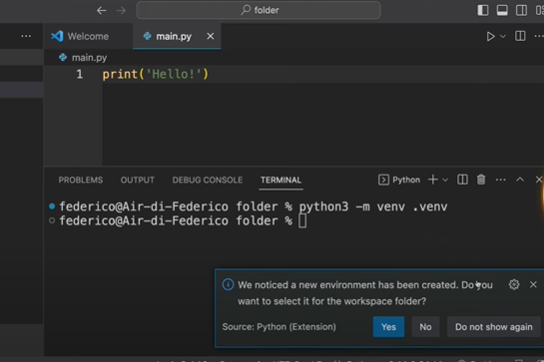 folder
Welcome
main.py
main.py
1 print('Hello!')
PROBLEMS OUTPUT DEBUG CONSOLE TERMINAL Python
federico@Air-di-Federico folder % python3 -m venv .venv
federico@Air-di-Federico folder %
We noticed a new environment has been created. Do you
want to select it for the workspace folder?
Source: Python (Extension) Yes No Do not show again